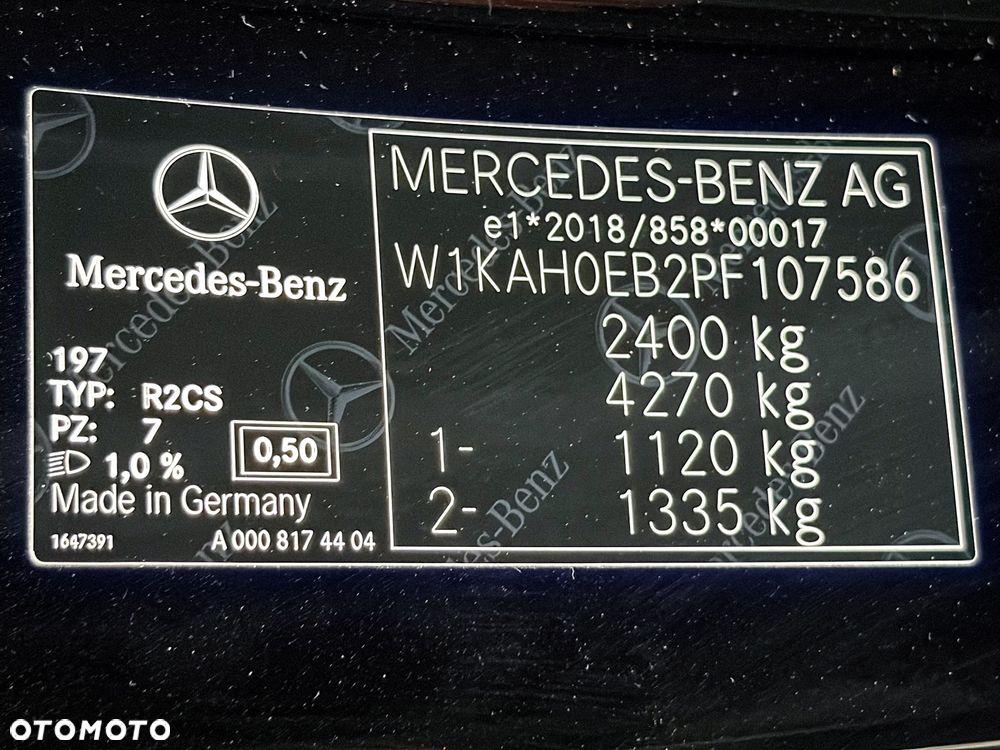 Mercedes-Benz
197
TYP: R2CS
PZ: 7
1,0 %
0,50
Made in Germany
1647391
A 000 817 44 04
MERCEDES-BENZ AG
e1*2018/858*00017
W1KAH0EB2PF107586
2400 kg
4270 kg
1- 1120 kg
2- 1335 kg
OTOMOTO